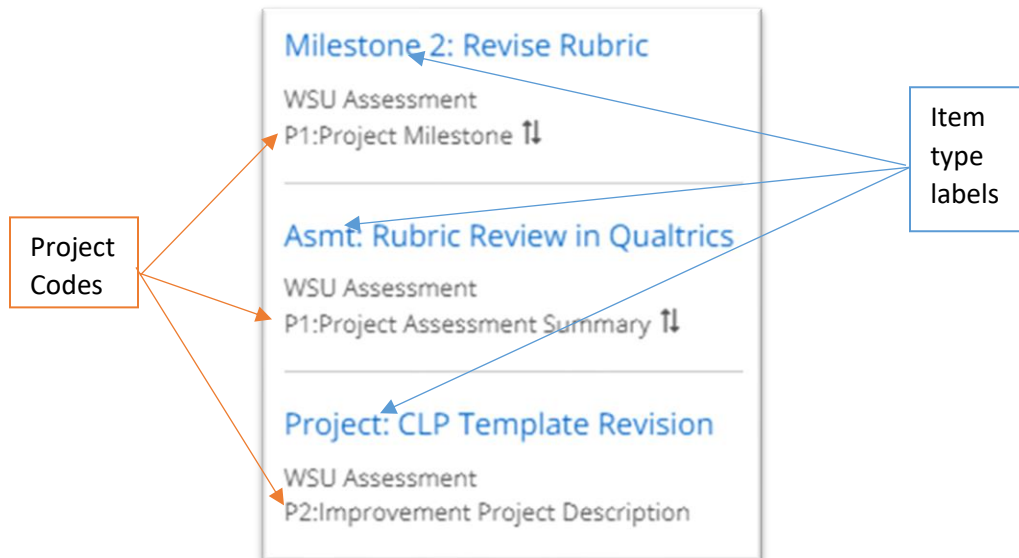 Milestone 2: Revise Rubric
WSU Assessment
P1:Project Milestone
Asmt: Rubric Review in Qualtrics
WSU Assessment
P1:Project Assessment Summary
Project: CLP Template Revision
WSU Assessment
P2:Improvement Project Description
Project
Codes
Item
type
labels